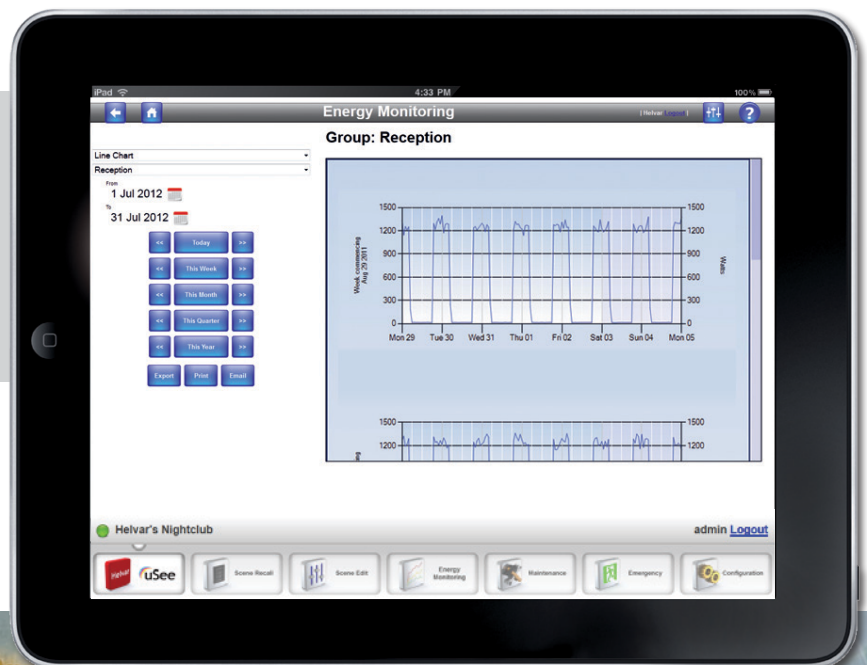 iPad 4:33 PM 100%
Energy Monitoring | Helvar Logout | ?
Group: Reception
Line Chart
Reception
From
1 Jul 2012
To
31 Jul 2012
<< Today >>
<< This Week >>
<< This Month >>
<< This Quarter >>
<< This Year >>
Export Print Email
1500 1500
1200 1200
900 900
600 600
300 300
0 0
Week commencing
Aug 29 2011
Watts
Mon 29 Tue 30 Wed 31 Thu 01 Fri 02 Sat 03 Sun 04 Mon 05
1500 1500
1200 1200
ing
Helvar's Nightclub admin Logout
Helvar uSee Scene Recall Scene Edit Energy Monitoring Maintenance Emergency Configuration